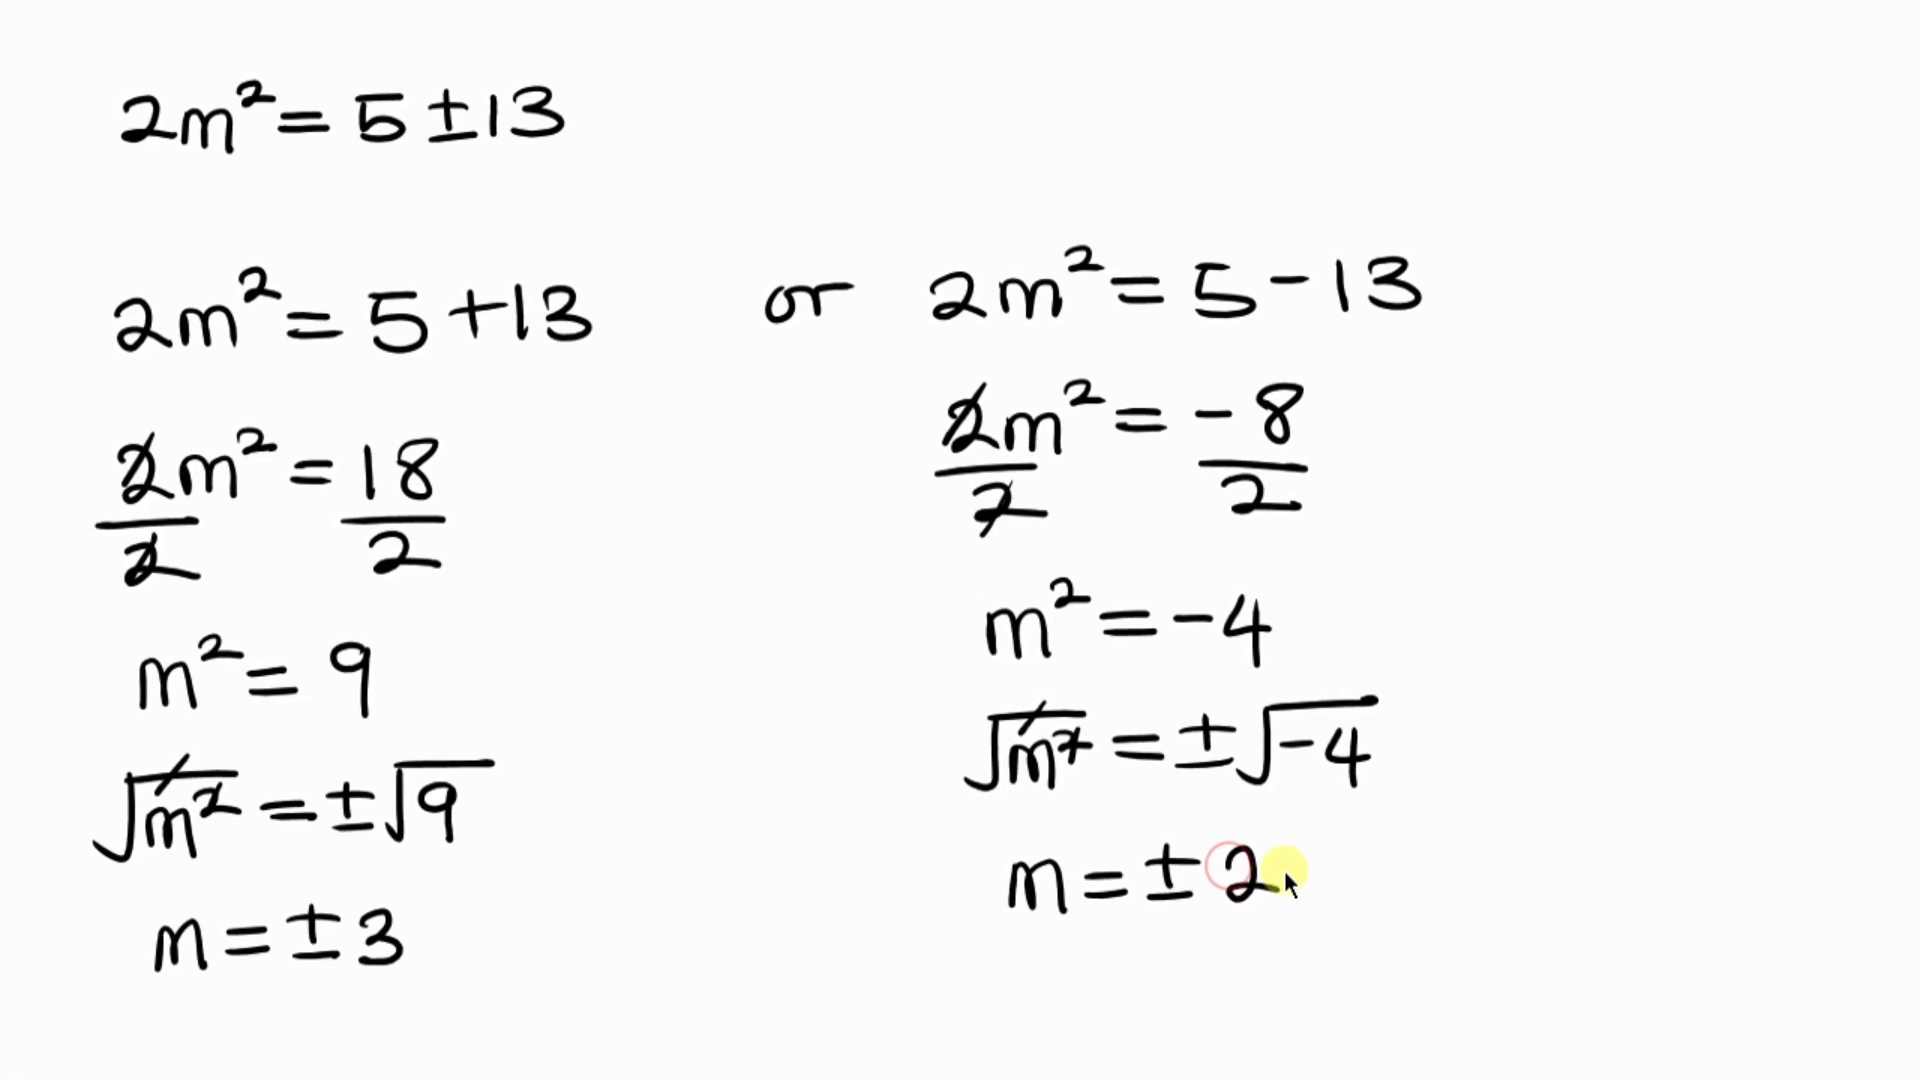 2m² = 5 ± 13
2m² = 5 + 13 or 2m² = 5 - 13
2m²/2 = 18/2
2m²/2 = -8/2
m² = 9
m² = -4
√m² = ±√9
√m² = ±√-4
m = ±3
m = ±2